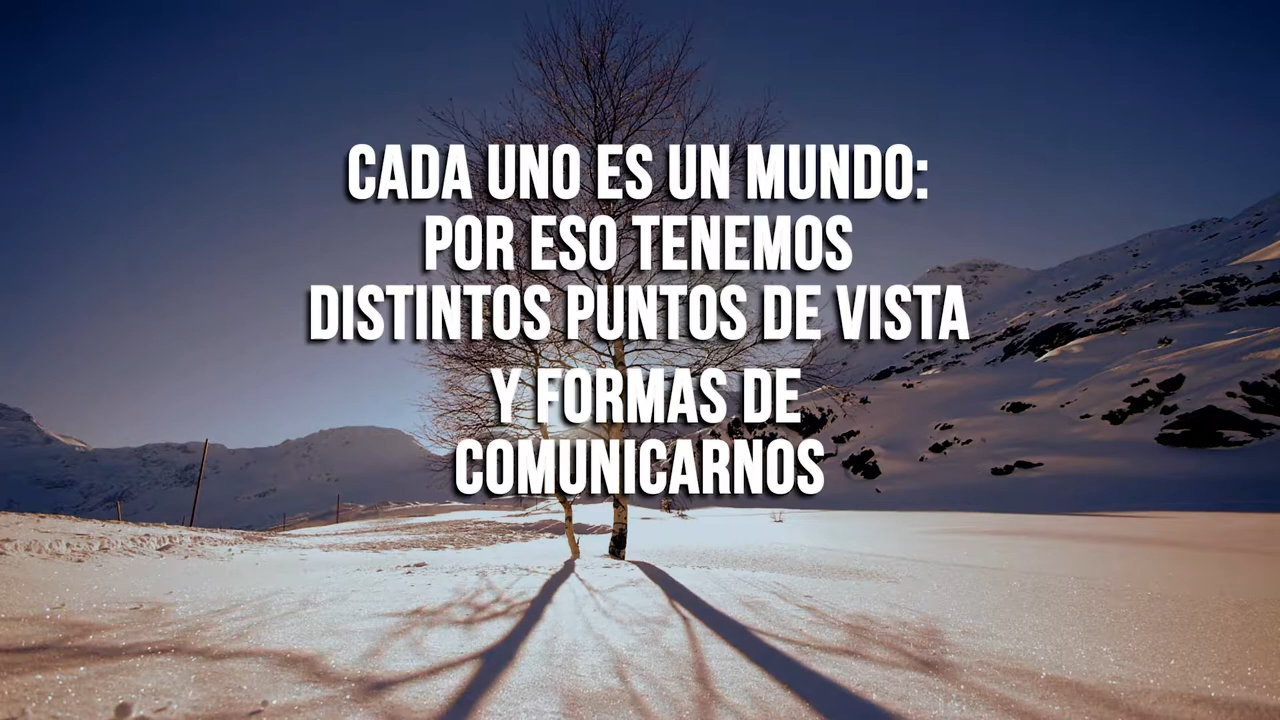 CADA UNO ES UN MUNDO:
POR ESO TENEMOS
DISTINTOS PUNTOS DE VISTA
Y FORMAS DE
COMUNICARNOS